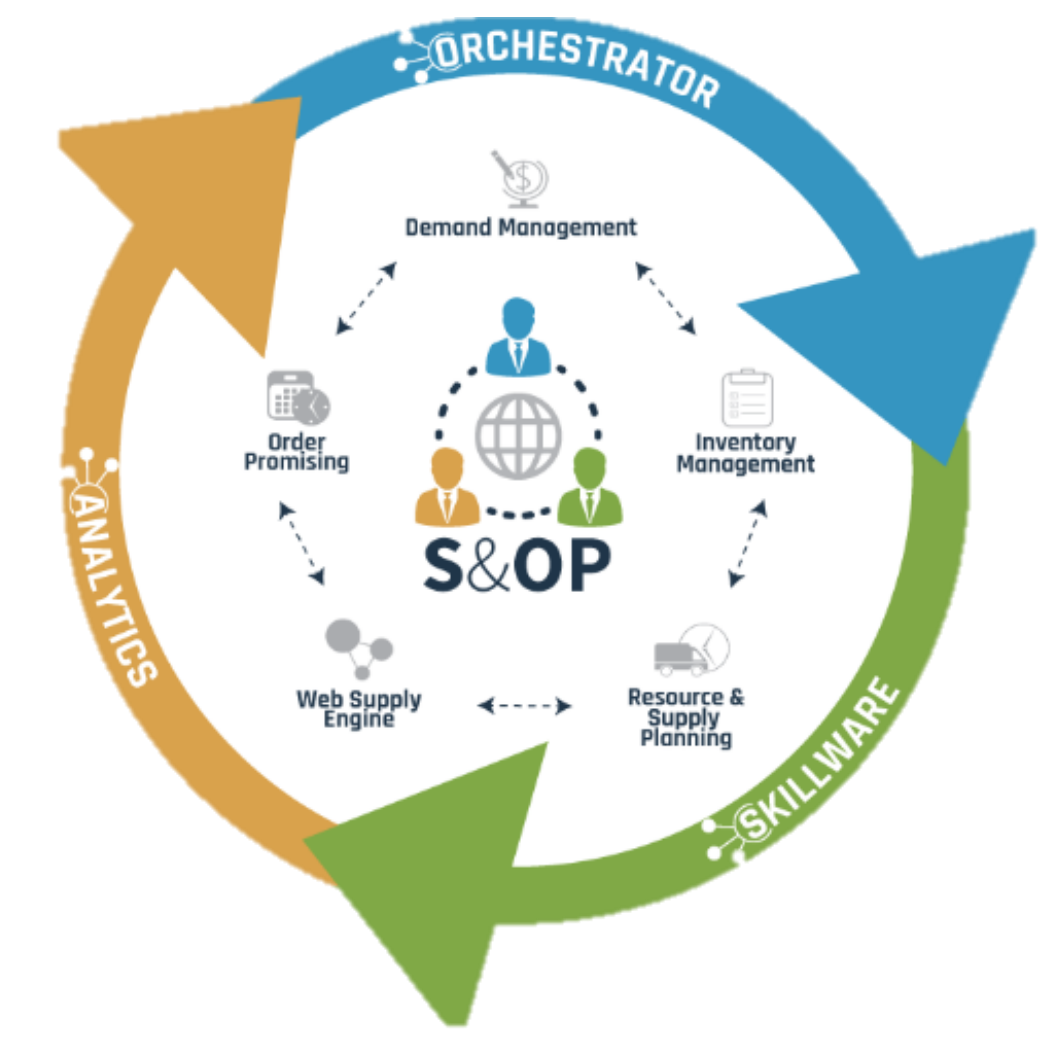 ORCHESTRATOR
Demand Management
Order
Promising
Inventory
Management
ANALYTICS
S&OP
Web Supply
Engine
Resource &
Supply
Planning
SKILLWARE